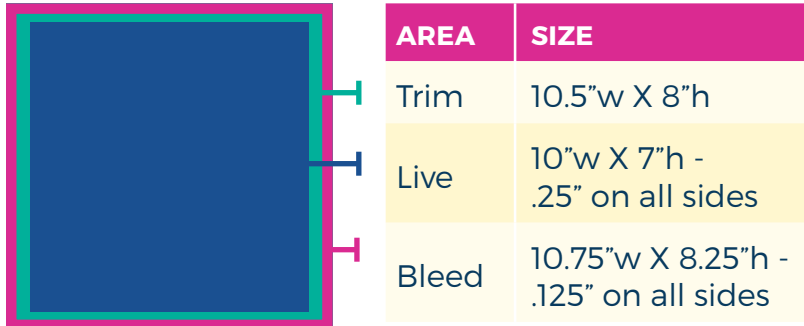 AREA SIZE
Trim 10.5”w X 8”h
Live 10”w X 7”h -
.25” on all sides
Bleed 10.75”w X 8.25”h -
.125” on all sides